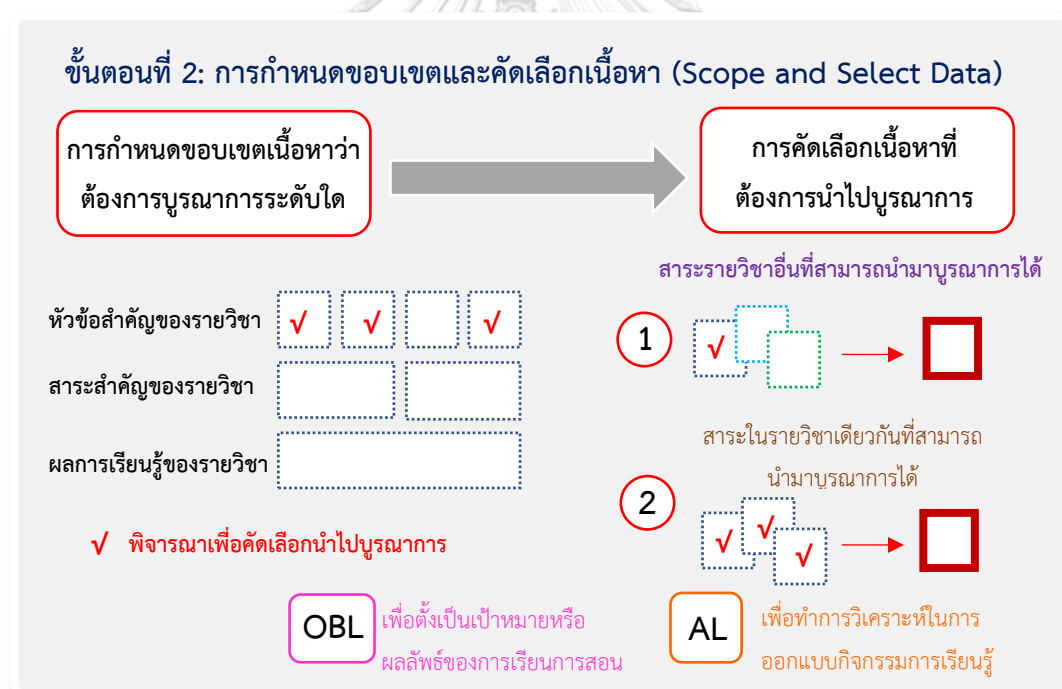 ขั้นตอนที่ 2: การกำหนดขอบเขตและคัดเลือกเนื้อหา (Scope and Select Data)
การกำหนดขอบเขตเนื้อหาว่า
ต้องการบูรณาการระดับใด
การคัดเลือกเนื้อหาที่
ต้องการนำไปบูรณาการ
หัวข้อสำคัญของรายวิชา
√ √ √
สาระสำคัญของรายวิชา
ผลการเรียนรู้ของรายวิชา
√ พิจารณาเพื่อคัดเลือกนำไปบูรณาการ
สาระรายวิชาอื่นที่สามารถนำมาบูรณาการได้
1
√
สาระในรายวิชาเดียวกันที่สามารถ
นำมาบูรณาการได้
2
√ √ √
OBL
เพื่อตั้งเป็นเป้าหมายหรือ
ผลลัพธ์ของการเรียนการสอน
AL
เพื่อทำการวิเคราะห์ในการ
ออกแบบกิจกรรมการเรียนรู้